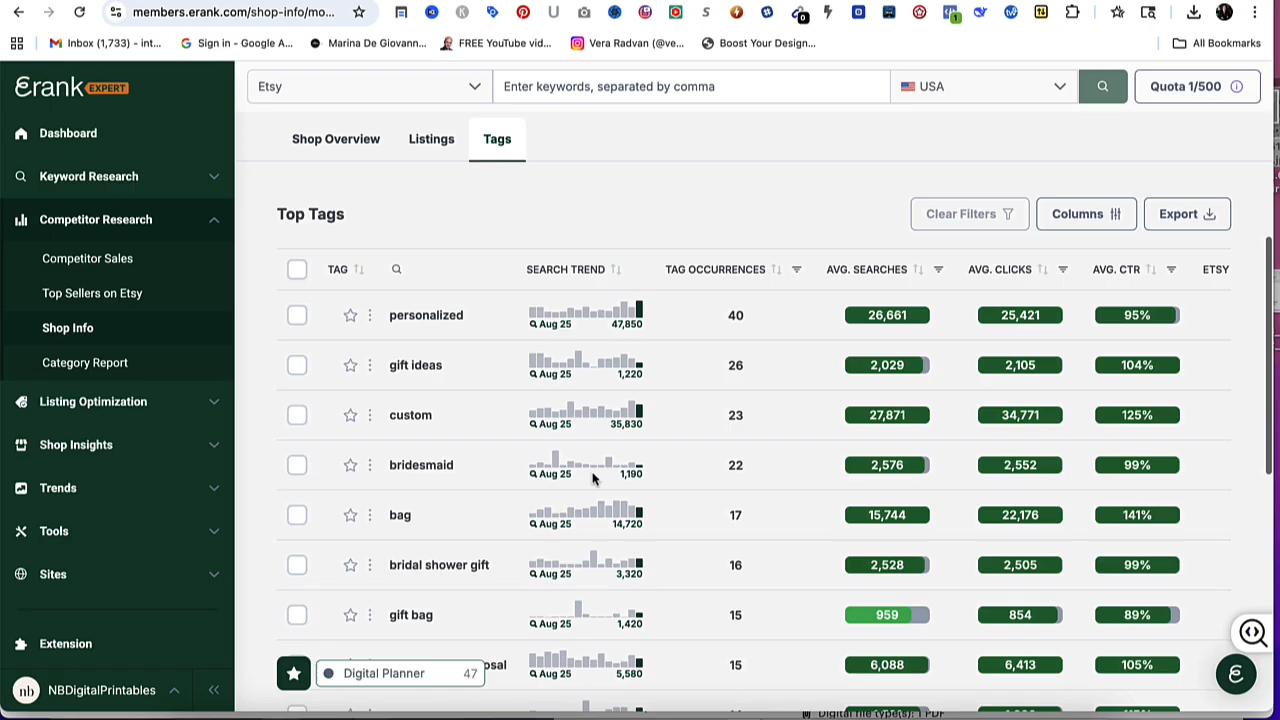 members.erank.com/shop-info/mo...
0
1
Inbox (1,733) - int...
Sign in - Google A...
Marina De Giovann...
FREE YouTube vid...
Vera Radvan (@ve...
Boost Your Design...
All Bookmarks
erank EXPERT
Etsy
Enter keywords, separated by comma
USA
Quota 1/500
Dashboard
Keyword Research
Competitor Research
Competitor Sales
Top Sellers on Etsy
Shop Info
Category Report
Listing Optimization
Shop Insights
Trends
Tools
Sites
Extension
nb NBDigitalPrintables
Shop Overview Listings Tags
Top Tags
Clear Filters Columns Export
TAG SEARCH TREND TAG OCCURRENCES AVG. SEARCHES AVG. CLICKS AVG. CTR ETSY
personalized Aug 25 47,850 40 26,661 25,421 95%
gift ideas Aug 25 1,220 26 2,029 2,105 104%
custom Aug 25 35,830 23 27,871 34,771 125%
bridesmaid Aug 25 1,190 22 2,576 2,552 99%
bag Aug 25 14,720 17 15,744 22,176 141%
bridal shower gift Aug 25 3,320 16 2,528 2,505 99%
gift bag Aug 25 1,420 15 959 854 89%
osal Aug 25 5,580 15 6,088 6,413 105%
Digital Planner 47